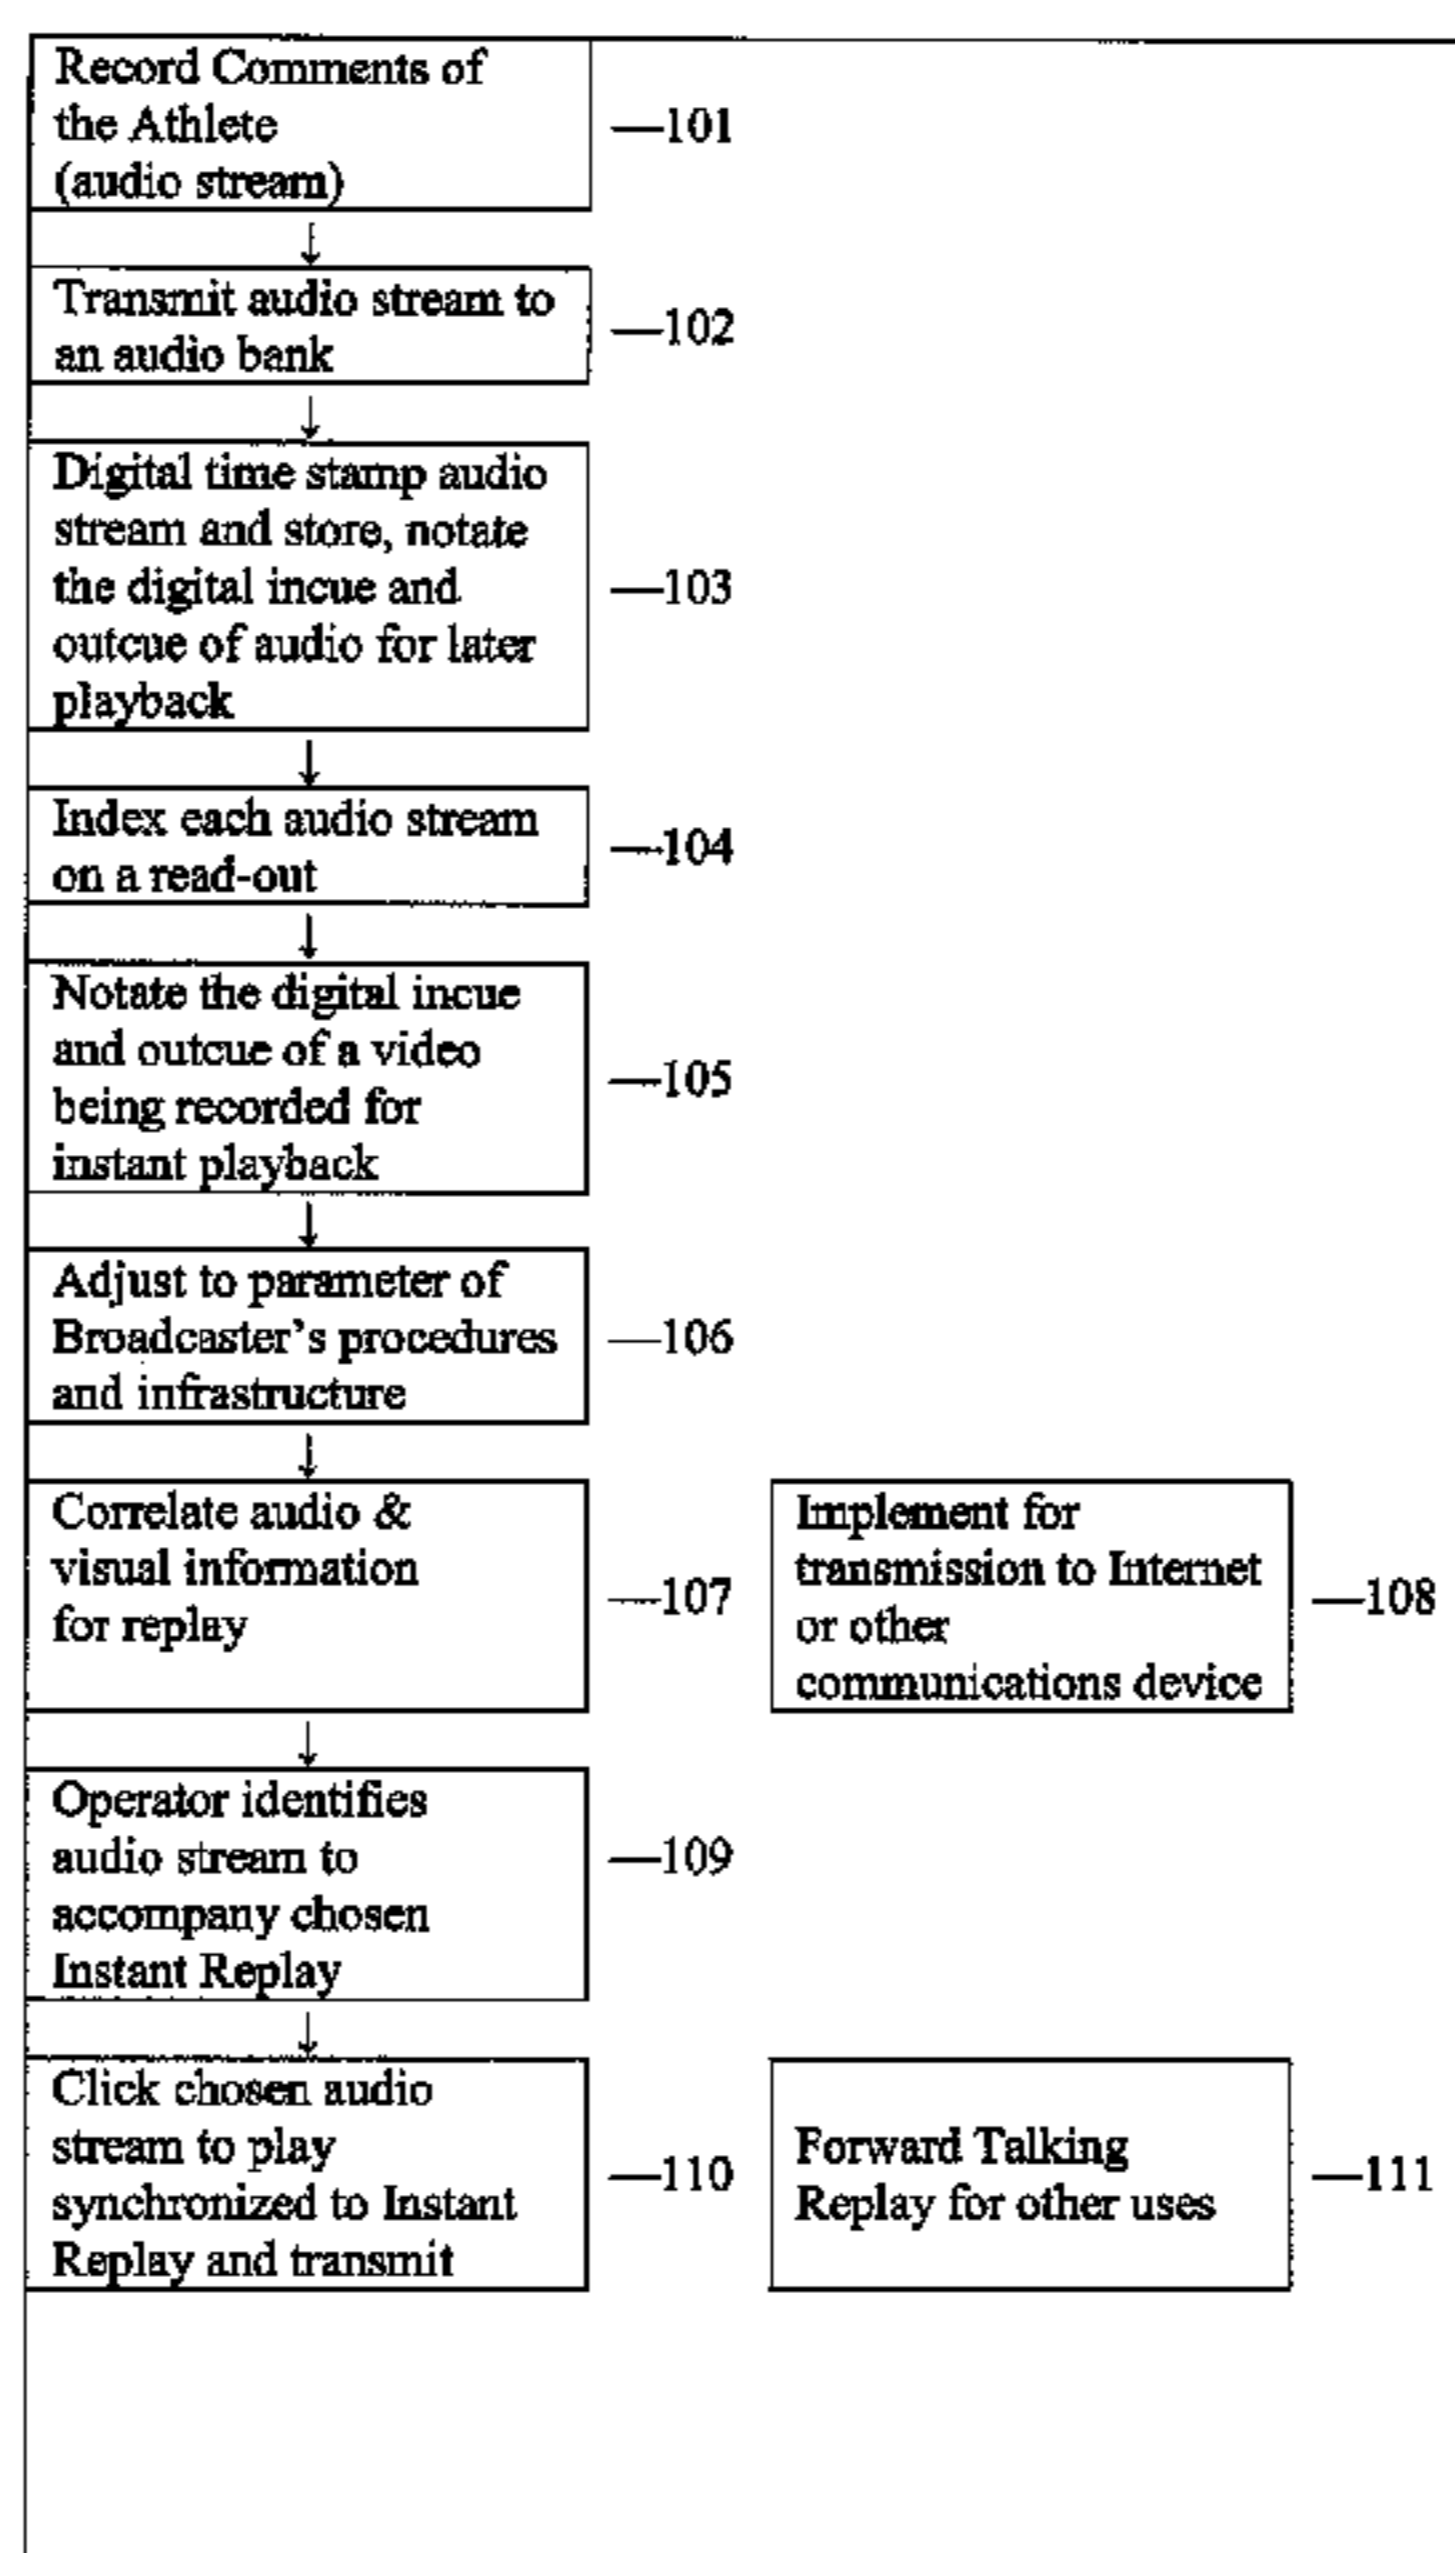 Record Comments of
the Athlete
(audio stream)
—101
Transmit audio stream to
an audio bank
—102
Digital time stamp audio
stream and store, notate
the digital incue and
outcue of audio for later
playback
—103
Index each audio stream
on a read-out
—104
Notate the digital incue
and outcue of a video
being recorded for
instant playback
—105
Adjust to parameter of
Broadcaster's procedures
and infrastructure
—106
Correlate audio &
visual information
for replay
—107
Implement for
transmission to Internet
or other
communications device
—108
Operator identifies
audio stream to
accompany chosen
Instant Replay
—109
Click chosen audio
stream to play
synchronized to Instant
Replay and transmit
—110
Forward Talking
Replay for other uses
—111